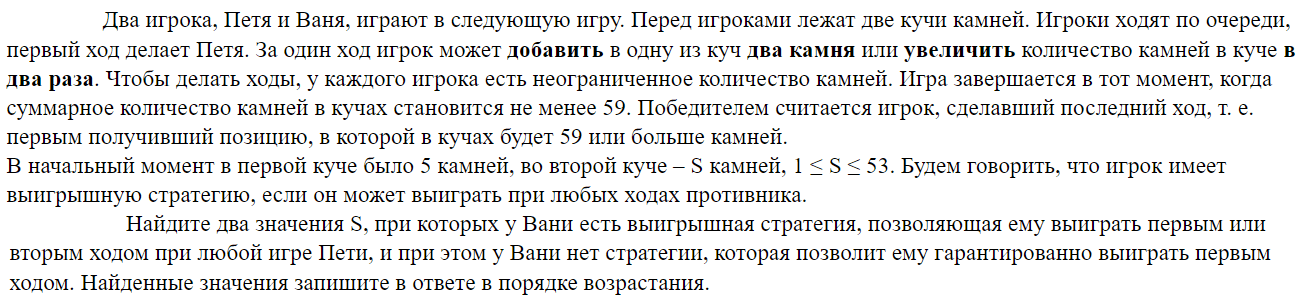 Два игрока, Петя и Ваня, играют в следующую игру. Перед игроками лежат две кучи камней. Игроки ходят по очереди,
первый ход делает Петя. За один ход игрок может добавить в одну из куч два камня или увеличить количество камней в куче в
два раза. Чтобы делать ходы, у каждого игрока есть неограниченное количество камней. Игра завершается в тот момент, когда
суммарное количество камней в кучах становится не менее 59. Победителем считается игрок, сделавший последний ход, т. е.
первым получивший позицию, в которой в кучах будет 59 или больше камней.
В начальный момент в первой куче было 5 камней, во второй куче – S камней, 1 ≤ S ≤ 53. Будем говорить, что игрок имеет
выигрышную стратегию, если он может выиграть при любых ходах противника.
Найдите два значения S, при которых у Вани есть выигрышная стратегия, позволяющая ему выиграть первым или
вторым ходом при любой игре Пети, и при этом у Вани нет стратегии, которая позволит ему гарантированно выиграть первым
ходом. Найденные значения запишите в ответе в порядке возрастания.